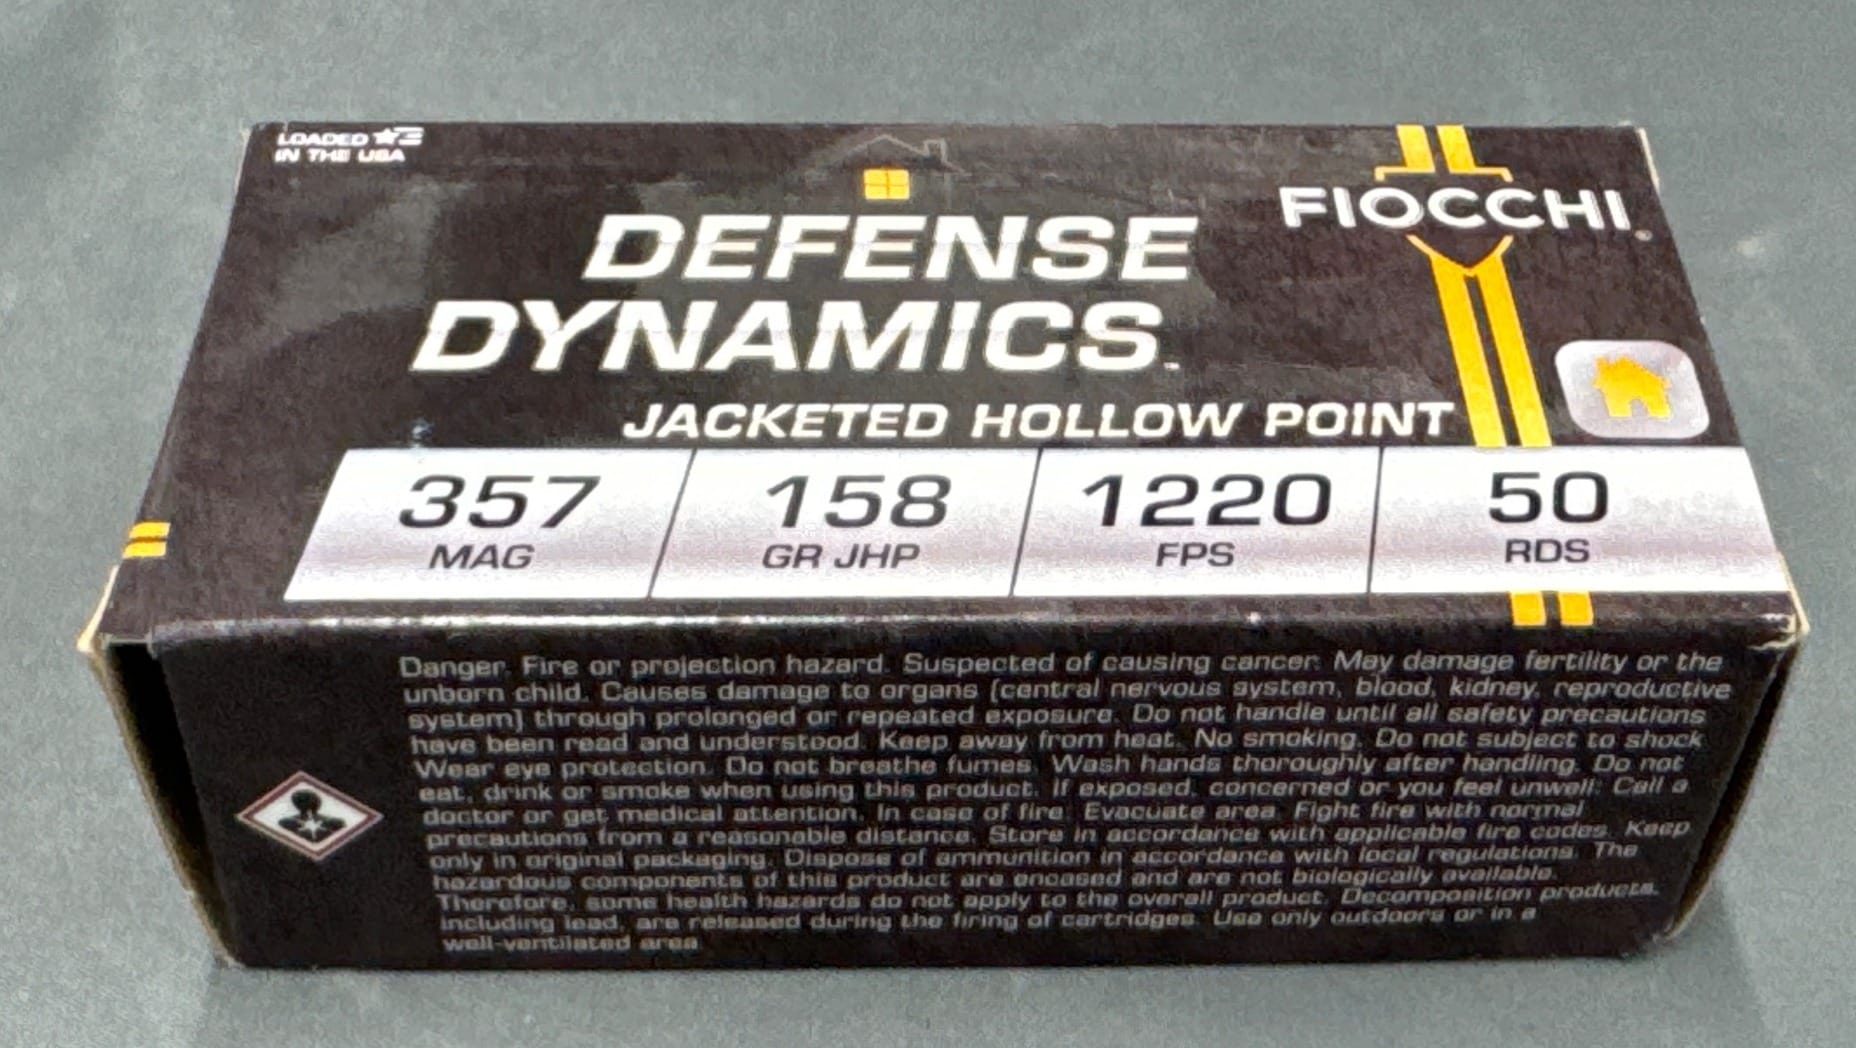 LOADED
IN THE USA
FIOCCHI®
DEFENSE
DYNAMICS™
JACKETED HOLLOW POINT
357
MAG
158
GR JHP
1220
FPS
50
RDS
Danger. Fire or projection hazard. Suspected of causing cancer. May damage fertility or the
unborn child. Causes damage to organs (central nervous system, blood, kidney, reproductive
system) through prolonged or repeated exposure. Do not handle until all safety precautions
have been read and understood. Keep away from heat. No smoking. Do not subject to shock
Wear eye protection. Do not breathe fumes. Wash hands thoroughly after handling. Do not
eat, drink or smoke when using this product. If exposed, concerned or you feel unwell: Call a
doctor or get medical attention. In case of fire: Evacuate area. Fight fire with normal
precautions from a reasonable distance. Store in accordance with applicable fire codes. Keep
only in original packaging. Dispose of ammunition in accordance with local regulations. The
hazardous components of this product are encased and are not biologically available.
Therefore, some health hazards do not apply to the overall product. Decomposition products,
including lead, are released during the firing of cartridges. Use only outdoors or in a
well-ventilated area.